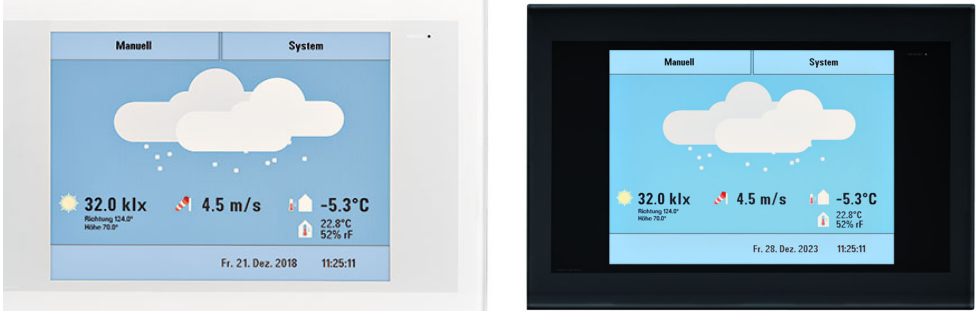 Manuell
System
32.0 klx
4.5 m/s
-5.3°C
Richtung 124.0°
Höhe 70.0°
22.8°C
52% rF
Fr. 21. Dez. 2018
11:25:11
Manuell
System
32.0 klx
4.5 m/s
-5.3°C
Richtung 124.0°
Höhe 70.0°
22.8°C
52% rF
Fr. 28. Dez. 2023
11:25:11